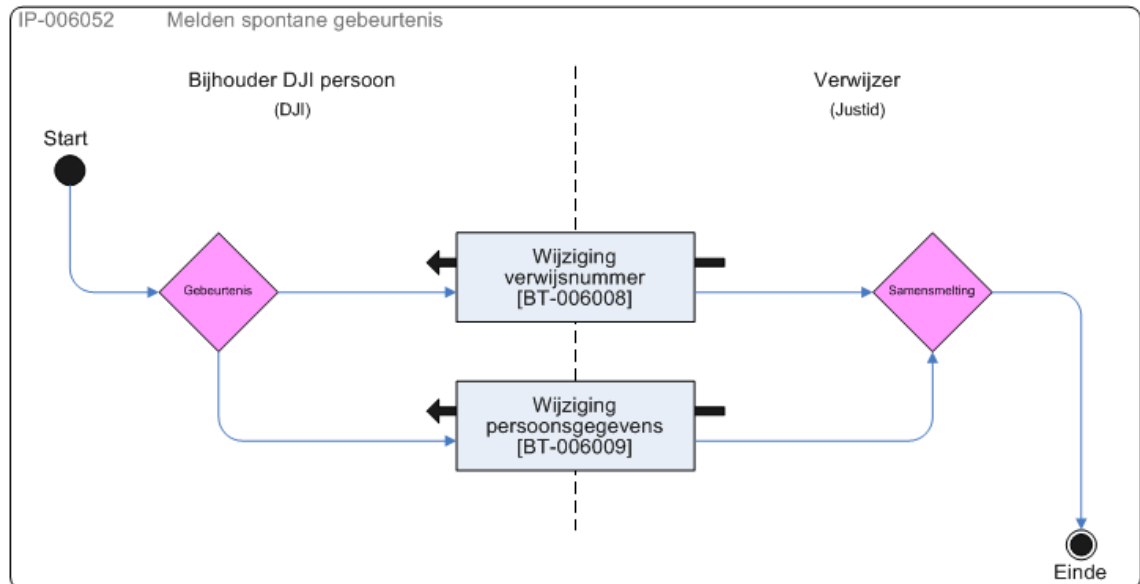 IP-006052 Melden spontane gebeurtenis
Bijhouder DJI persoon
(DJI)
Verwijzer
(Justid)
Start
Gebeurtenis
Wijziging
verwijsnummer
[BT-006008]
Samensmelting
Wijziging
persoonsgegevens
[BT-006009]
Einde